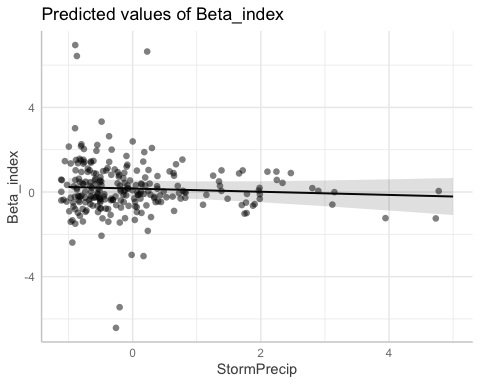 Predicted values of Beta_index
4
0
-4
Beta_index
0
2
4
StormPrecip